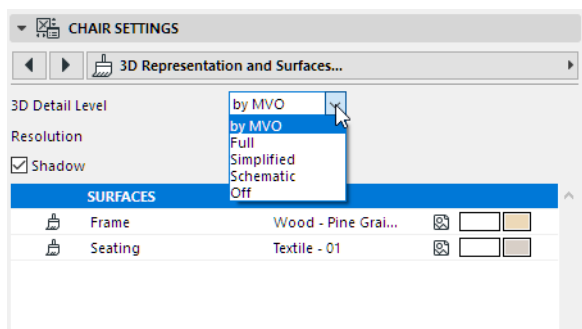 CHAIR SETTINGS
3D Representation and Surfaces...
3D Detail Level by MVO
by MVO
Resolution
Full
Simplified
Shadow
Schematic
Off
SURFACES
Frame Wood - Pine Grai...
Seating Textile - 01